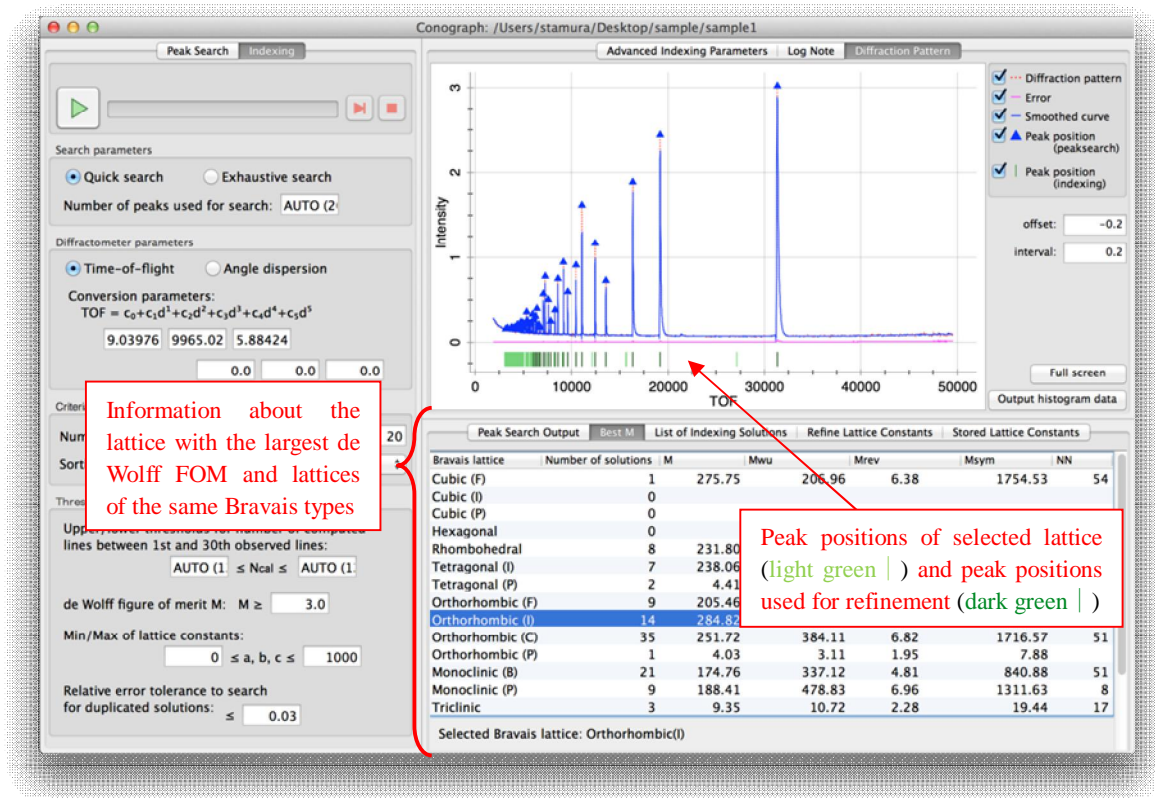 Conograph: /Users/stamura/Desktop/sample/sample1
Peak Search Indexing
Search parameters
Quick search Exhaustive search
Number of peaks used for search: AUTO (2
Diffractometer parameters
Time-of-flight Angle dispersion
Conversion parameters:
TOF = c₀+c₁d¹+c₂d²+c₃d³+c₄d⁴+c₅d⁵
9.03976 9965.02 5.88424
0.0 0.0 0.0
Criteri
Num 20
Sort
Thres
Upper/lower thresholds for number of computed
lines between 1st and 30th observed lines:
AUTO (1 ≤ Ncal ≤ AUTO (1
de Wolff figure of merit M: M ≥ 3.0
Min/Max of lattice constants:
0 ≤ a, b, c ≤ 1000
Relative error tolerance to search
for duplicated solutions: ≤ 0.03
Information about the
lattice with the largest de
Wolff FOM and lattices
of the same Bravais types
Advanced Indexing Parameters Log Note Diffraction Pattern
Intensity
3
2
1
0
0 10000 20000 30000 40000 50000
TOF
Diffraction pattern
Error
Smoothed curve
Peak position
(peaksearch)
Peak position
(indexing)
offset: -0.2
interval: 0.2
Full screen
Output histogram data
Peak Search Output Best M List of Indexing Solutions Refine Lattice Constants Stored Lattice Constants
Bravais lattice Number of solutions M Mwu Mrev Msym NN
Cubic (F) 1 275.75 206.96 6.38 1754.53 54
Cubic (I) 0
Cubic (P) 0
Hexagonal 0
Rhombohedral 8 231.80
Tetragonal (I) 7 238.06
Tetragonal (P) 2 4.41
Orthorhombic (F) 9 205.46
Orthorhombic (I) 14 284.82
Orthorhombic (C) 35 251.72 384.11 6.82 1716.57 51
Orthorhombic (P) 1 4.03 3.11 1.95 7.88
Monoclinic (B) 21 174.76 337.12 4.81 840.88 51
Monoclinic (P) 9 188.41 478.83 6.96 1311.63 8
Triclinic 3 9.35 10.72 2.28 19.44 17
Selected Bravais lattice: Orthorhombic(I)
Peak positions of selected lattice
(light green | ) and peak positions
used for refinement (dark green | )